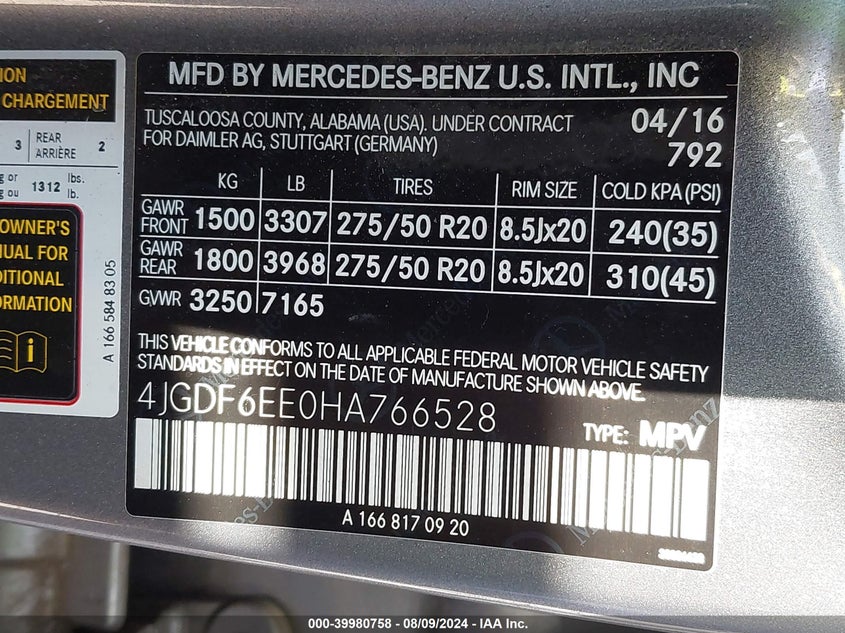 ION
CHARGEMENT
3 REAR ARRIÈRE 2
g or
g ou 1312 lbs. lb.
OWNER'S
UAL FOR
DITIONAL
FORMATION
i
A 166 584 83 05
MFD BY MERCEDES-BENZ U.S. INTL., INC
TUSCALOOSA COUNTY, ALABAMA (USA). UNDER CONTRACT
FOR DAIMLER AG, STUTTGART (GERMANY)
04/16
792
KG LB TIRES RIM SIZE COLD KPA (PSI)
GAWR FRONT 1500 3307 275/50 R20 8.5Jx20 240(35)
GAWR REAR 1800 3968 275/50 R20 8.5Jx20 310(45)
GVWR 3250 7165
THIS VEHICLE CONFORMS TO ALL APPLICABLE FEDERAL MOTOR VEHICLE SAFETY
STANDARDS IN EFFECT ON THE DATE OF MANUFACTURE SHOWN ABOVE.
4JGDF6EE0HA766528
TYPE: MPV
Mercedes-Benz
A 166 817 09 20
000-39980758 - 08/09/2024 - IAA Inc.